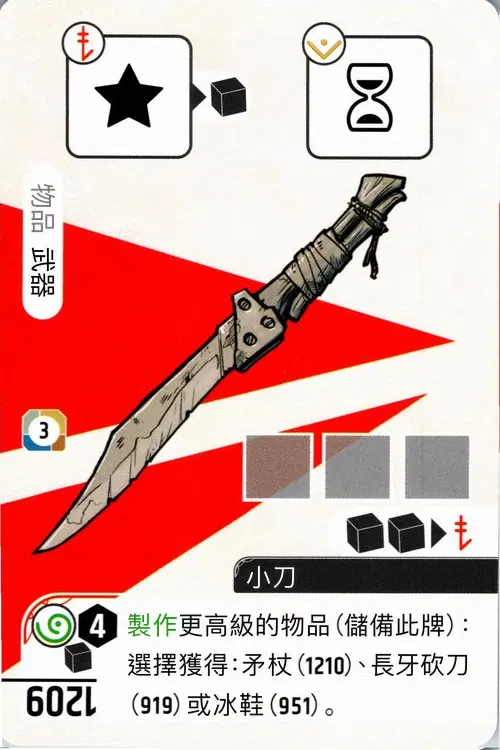 物品 武器
3
小刀
4
製作更高級的物品（儲備此牌）：
選擇獲得：矛杖（1210）、長牙砍刀
（919）或冰鞋（951）。
1209